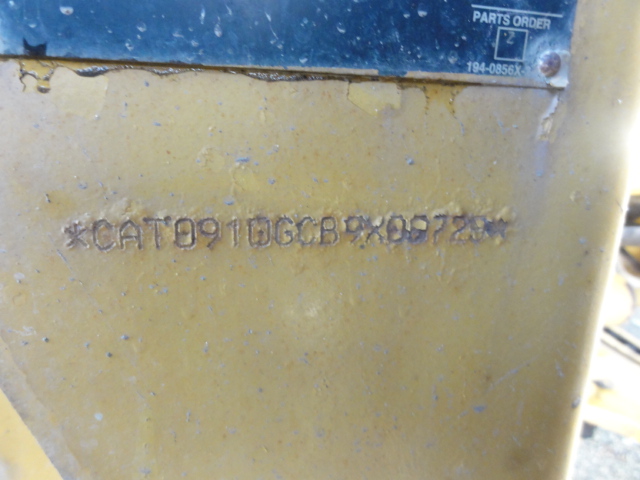 PARTS ORDER
2
194-0856X-
*CAT0910GCB9X00729*